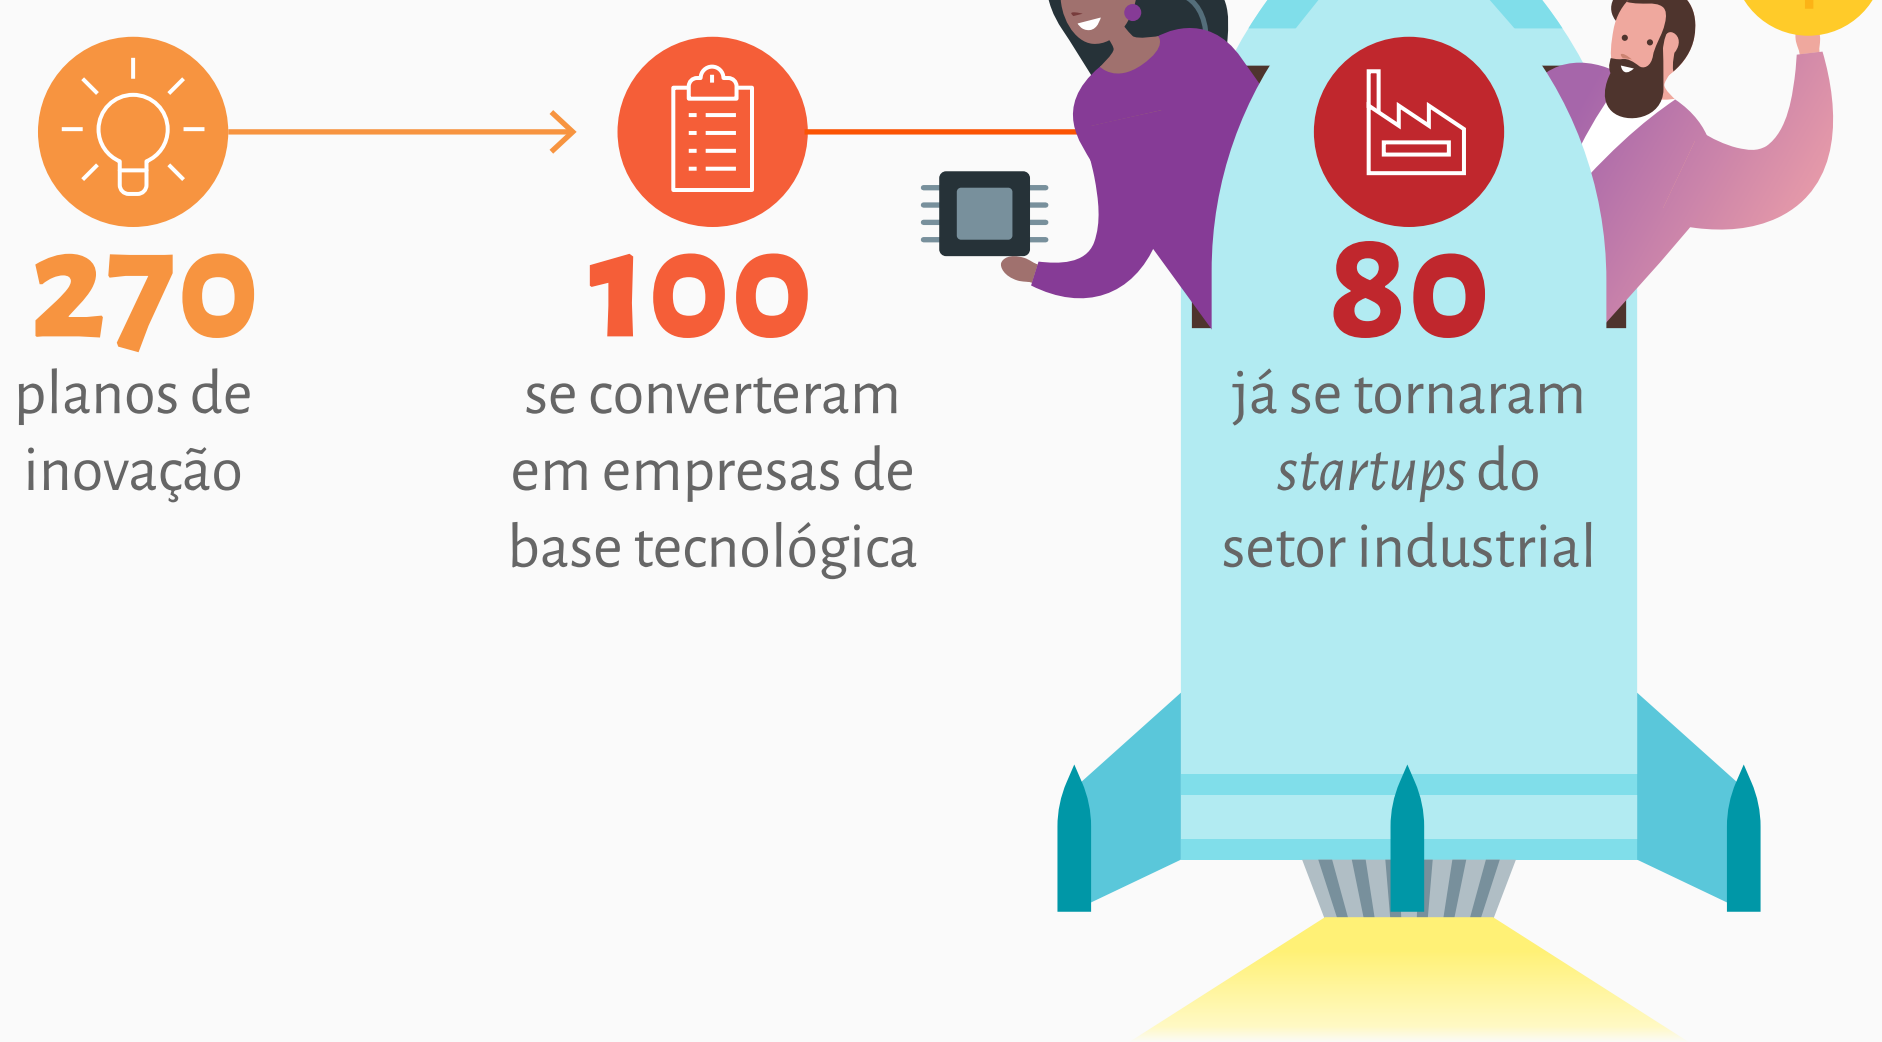 270
planos de
inovação
100
se converteram
em empresas de
base tecnológica
80
já se tornaram
startups do
setor industrial